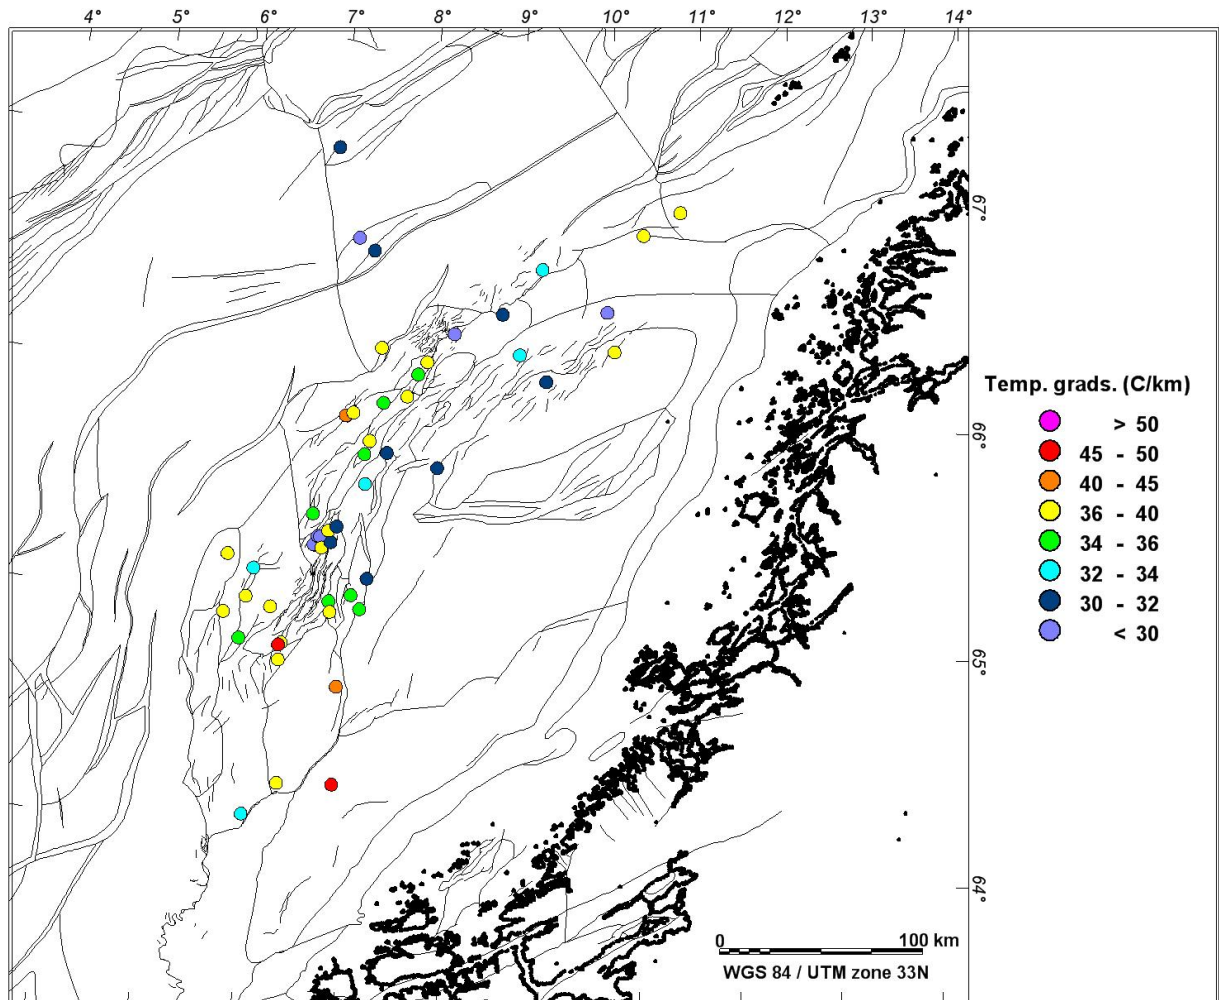 4° 5° 6° 7° 8° 9° 10° 11° 12° 13° 14°
67°
Temp. grads. (C/km)
> 50
45 - 50
40 - 45
66°
36 - 40
34 - 36
32 - 34
30 - 32
< 30
65°
64°
0 100 km
WGS 84 / UTM zone 33N